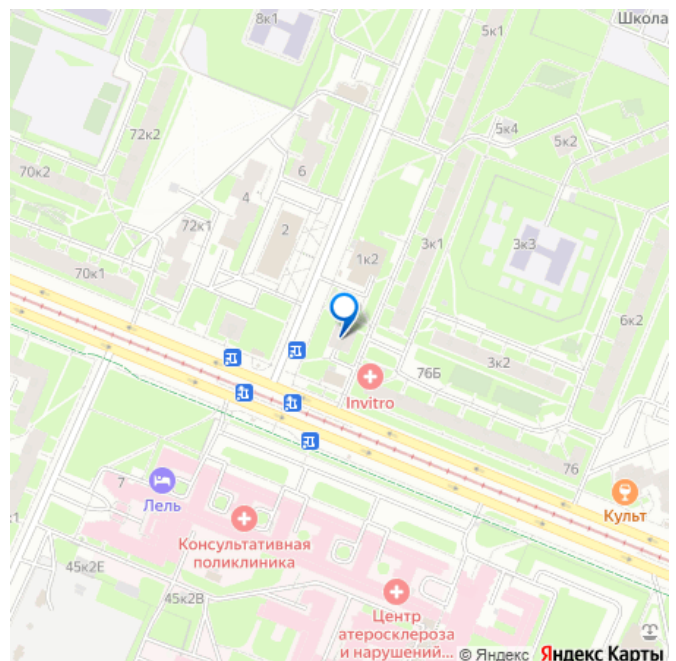 8к1
Школа
5к1
72к2
5к4
5к2
70к2
6
4
72к1
2
3к1
3к3
1к2
70к1
6к2
3к2
76Б
Invitro
76
7
Лель
Культ
Консультативная
поликлиника
к1
45к2Е
45к2В
Центр
атеросклероза
и нарушений...
© Яндекс Яндекс Карты